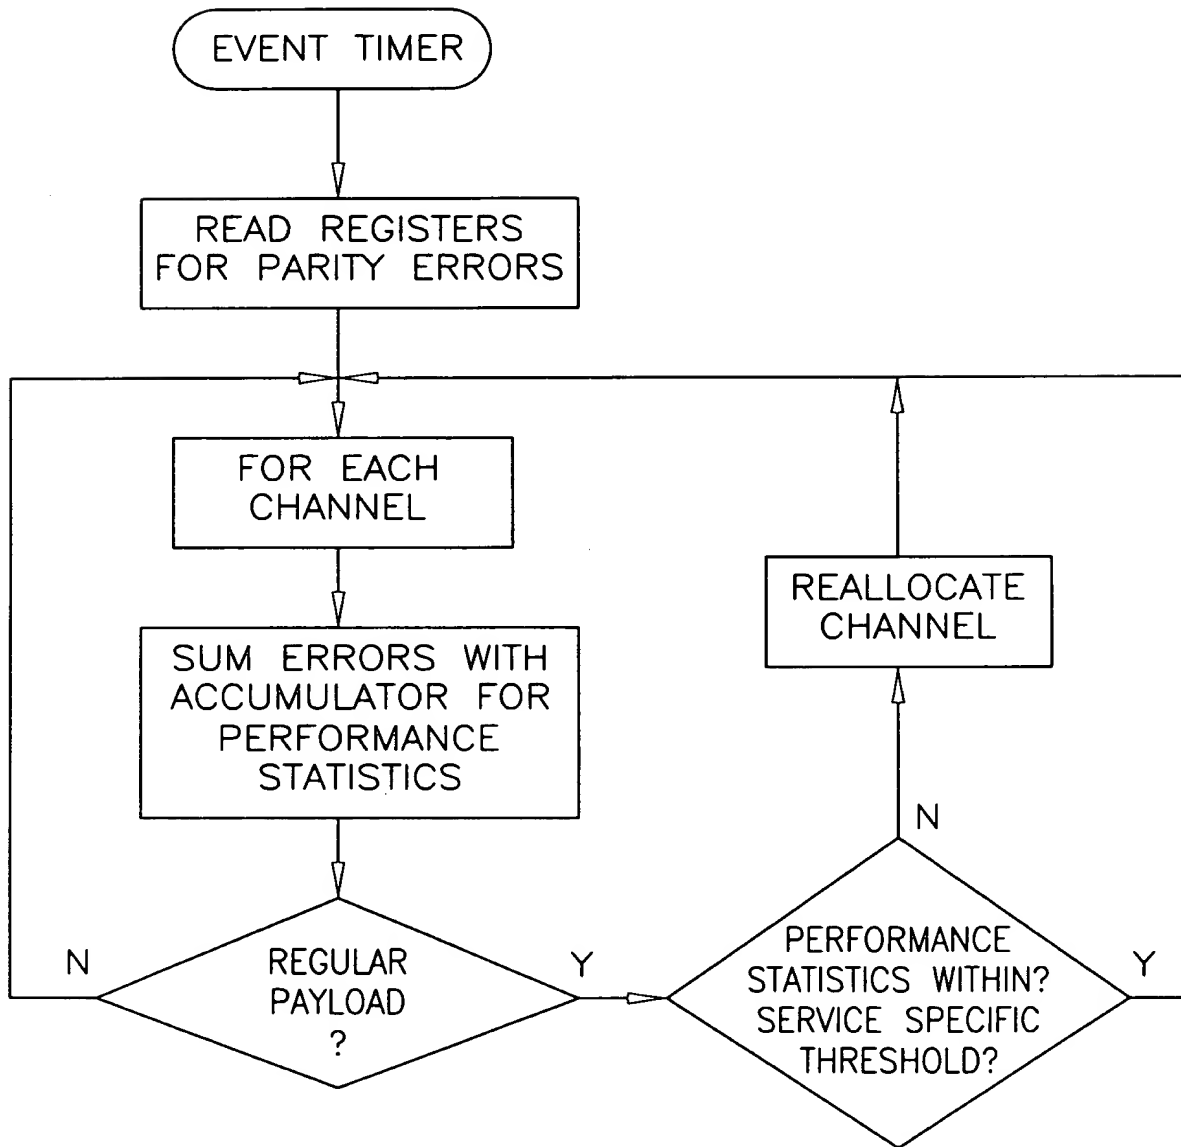 EVENT TIMER
READ REGISTERS
FOR PARITY ERRORS
FOR EACH
CHANNEL
SUM ERRORS WITH
ACCUMULATOR FOR
PERFORMANCE
STATISTICS
REALLOCATE
CHANNEL
N
REGULAR
PAYLOAD
?
Y
N
PERFORMANCE
STATISTICS WITHIN?
SERVICE SPECIFIC
THRESHOLD?
Y